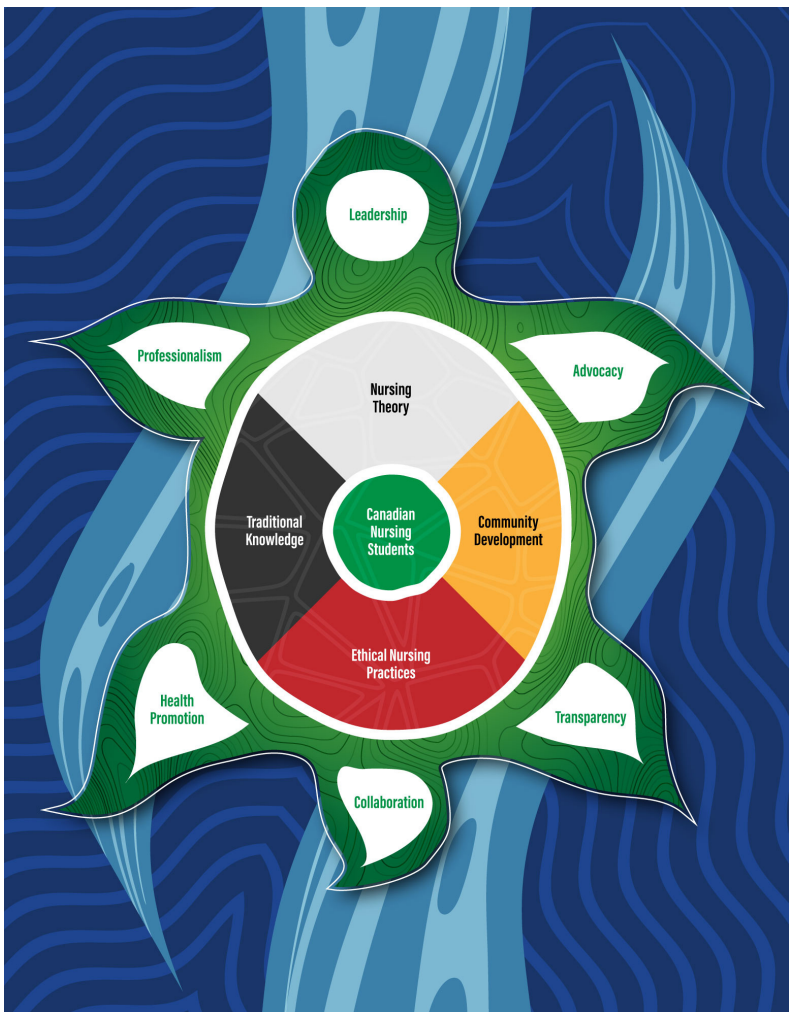 Leadership
Professionalism
Advocacy
Nursing
Theory
Traditional
Knowledge
Canadian
Nursing
Students
Community
Development
Ethical Nursing
Practices
Health
Promotion
Transparency
Collaboration